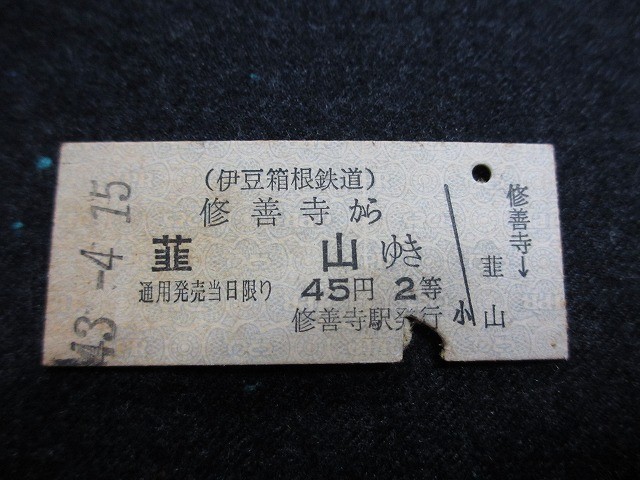 43.-4.15
(伊豆箱根鉄道)
修善寺から
韮山ゆき
通用発売当日限り 45円 2等
修善寺駅発行
小
修善寺→
韮山